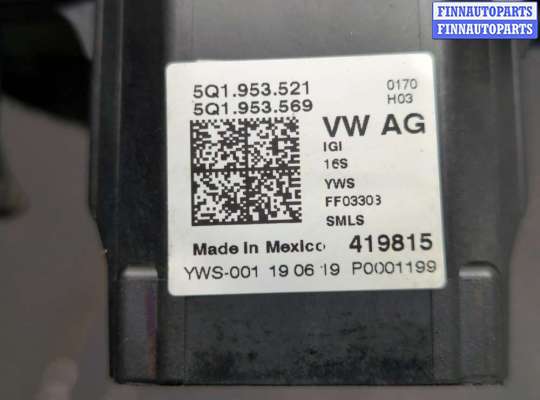 FINNAUTOPARTS
FINNAUTOPARTS
5Q1.953.521
5Q1.953.569
0170
H03
VW AG
IGI
16S
YWS
FF03303
SMLS
Made in Mexico 419815
YWS-001 19 06 19 P0001199